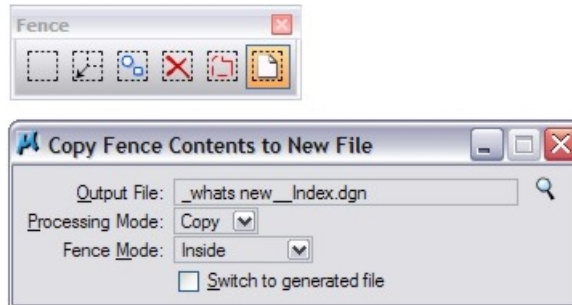 Fence
Copy Fence Contents to New File
Output File: _whats new__Index.dgn
Processing Mode: Copy
Fence Mode: Inside
Switch to generated file